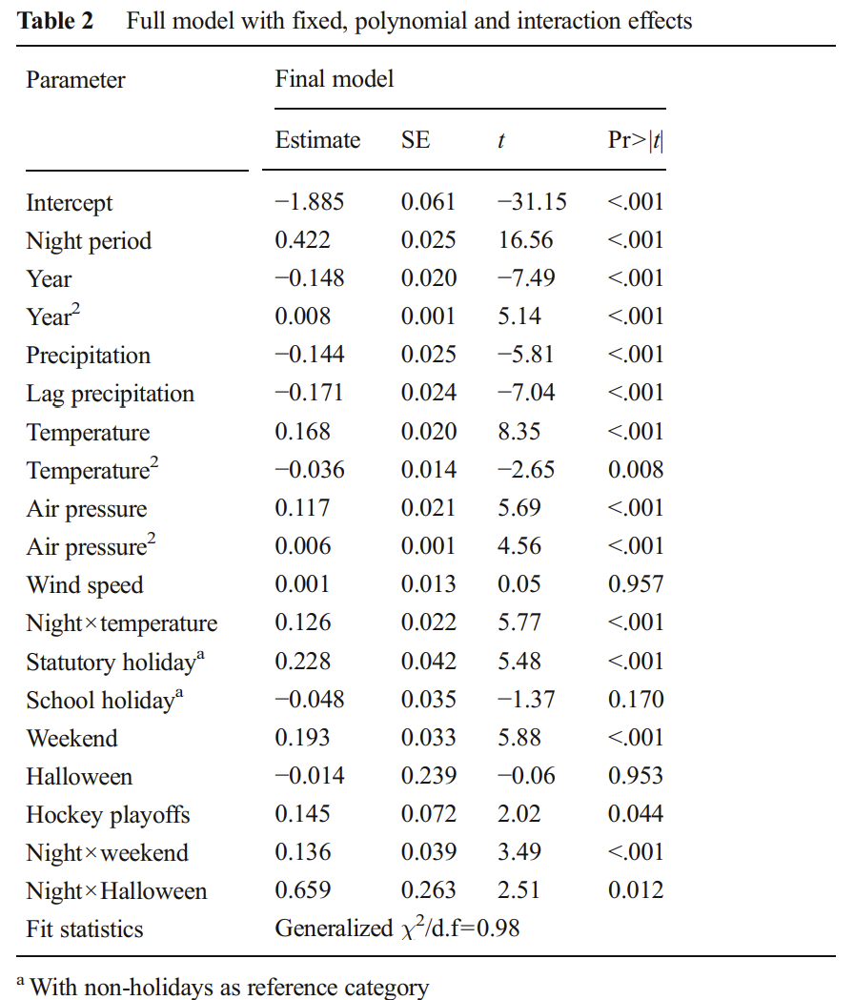 Table 2 Full model with fixed, polynomial and interaction effects
Parameter Final model
Estimate SE t Pr>|t|
Intercept −1.885 0.061 −31.15 <.001
Night period 0.422 0.025 16.56 <.001
Year −0.148 0.020 −7.49 <.001
Year² 0.008 0.001 5.14 <.001
Precipitation −0.144 0.025 −5.81 <.001
Lag precipitation −0.171 0.024 −7.04 <.001
Temperature 0.168 0.020 8.35 <.001
Temperature² −0.036 0.014 −2.65 0.008
Air pressure 0.117 0.021 5.69 <.001
Air pressure² 0.006 0.001 4.56 <.001
Wind speed 0.001 0.013 0.05 0.957
Night×temperature 0.126 0.022 5.77 <.001
Statutory holidayᵃ 0.228 0.042 5.48 <.001
School holidayᵃ −0.048 0.035 −1.37 0.170
Weekend 0.193 0.033 5.88 <.001
Halloween −0.014 0.239 −0.06 0.953
Hockey playoffs 0.145 0.072 2.02 0.044
Night×weekend 0.136 0.039 3.49 <.001
Night×Halloween 0.659 0.263 2.51 0.012
Fit statistics Generalized χ²/d.f=0.98
ᵃ With non-holidays as reference category